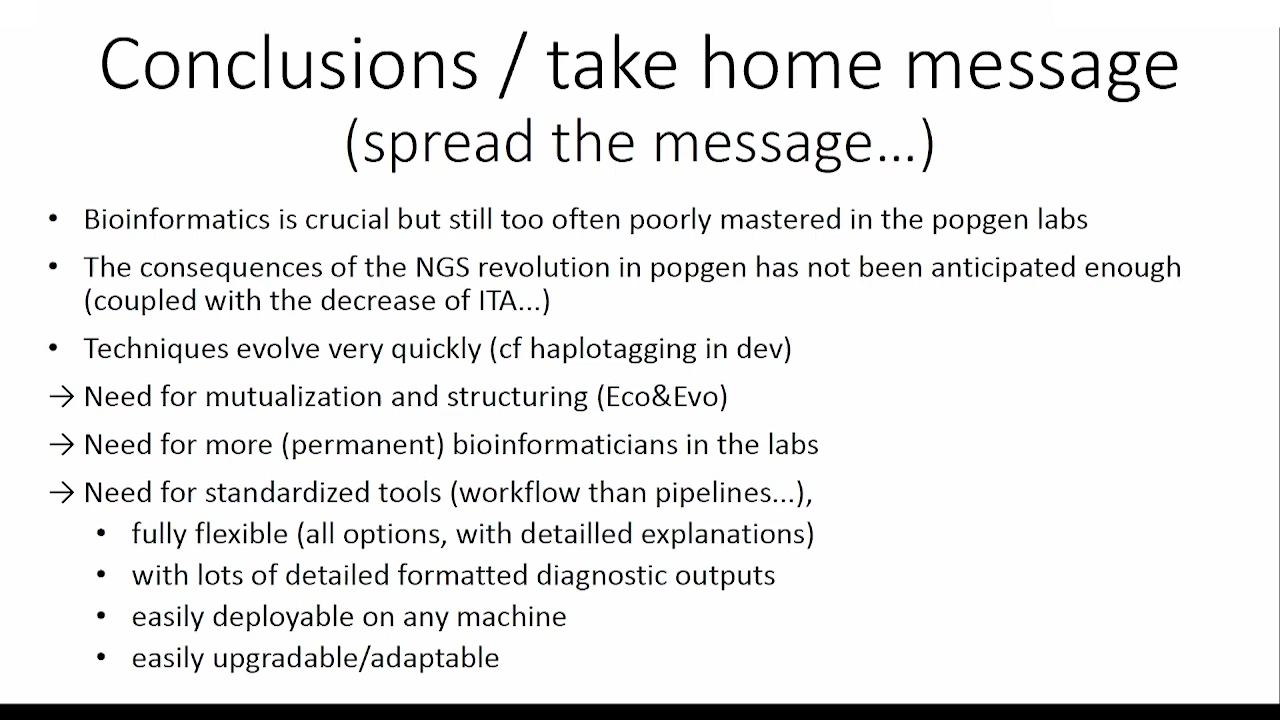 Conclusions / take home message
(spread the message...)
• Bioinformatics is crucial but still too often poorly mastered in the popgen labs
• The consequences of the NGS revolution in popgen has not been anticipated enough
(coupled with the decrease of ITA...)
• Techniques evolve very quickly (cf haplotagging in dev)
→ Need for mutualization and structuring (Eco&Evo)
→ Need for more (permanent) bioinformaticians in the labs
→ Need for standardized tools (workflow than pipelines...),
• fully flexible (all options, with detailled explanations)
• with lots of detailed formatted diagnostic outputs
• easily deployable on any machine
• easily upgradable/adaptable